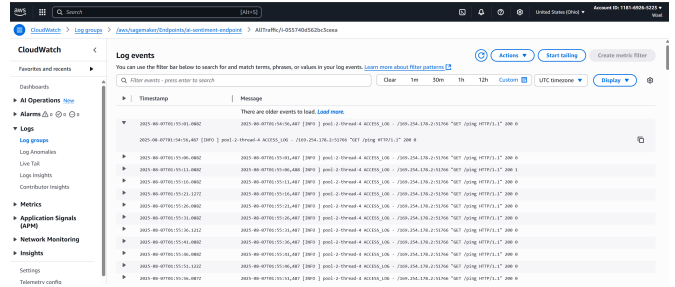 aws
Search
[Alt+S]
United States (Ohio)
Account ID: 1181-6926-5223
Wael
CloudWatch > Log groups > /aws/sagemaker/Endpoints/ai-sentiment-endpoint > AllTraffic/i-055740d562bc3ceea
CloudWatch
Favorites and recents
Dashboards
AI Operations New
Alarms 0 0 0
Logs
Log groups
Log Anomalies
Live Tail
Logs Insights
Contributor Insights
Metrics
Application Signals (APM)
Network Monitoring
Insights
Settings
Telemetry config
Log events
Actions
Start tailing
Create metric filter
You can use the filter bar below to search for and match terms, phrases, or values in your log events. Learn more about filter patterns
Filter events - press enter to search
Clear 1m 30m 1h 12h Custom
UTC timezone
Display
Timestamp Message
There are older events to load. Load more.
2025-08-07T01:55:01.008Z 2025-08-07T01:54:56,487 [INFO ] pool-2-thread-4 ACCESS_LOG - /169.254.178.2:51766 "GET /ping HTTP/1.1" 200 0
2025-08-07T01:54:56,487 [INFO ] pool-2-thread-4 ACCESS_LOG - /169.254.178.2:51766 "GET /ping HTTP/1.1" 200 0
2025-08-07T01:55:06.008Z 2025-08-07T01:55:01,487 [INFO ] pool-2-thread-4 ACCESS_LOG - /169.254.178.2:51766 "GET /ping HTTP/1.1" 200 0
2025-08-07T01:55:11.008Z 2025-08-07T01:55:06,488 [INFO ] pool-2-thread-4 ACCESS_LOG - /169.254.178.2:51766 "GET /ping HTTP/1.1" 200 1
2025-08-07T01:55:16.008Z 2025-08-07T01:55:11,487 [INFO ] pool-2-thread-4 ACCESS_LOG - /169.254.178.2:51766 "GET /ping HTTP/1.1" 200 0
2025-08-07T01:55:21.127Z 2025-08-07T01:55:16,487 [INFO ] pool-2-thread-4 ACCESS_LOG - /169.254.178.2:51766 "GET /ping HTTP/1.1" 200 0
2025-08-07T01:55:26.008Z 2025-08-07T01:55:21,487 [INFO ] pool-2-thread-4 ACCESS_LOG - /169.254.178.2:51766 "GET /ping HTTP/1.1" 200 0
2025-08-07T01:55:31.008Z 2025-08-07T01:55:26,487 [INFO ] pool-2-thread-4 ACCESS_LOG - /169.254.178.2:51766 "GET /ping HTTP/1.1" 200 0
2025-08-07T01:55:36.121Z 2025-08-07T01:55:31,487 [INFO ] pool-2-thread-4 ACCESS_LOG - /169.254.178.2:51766 "GET /ping HTTP/1.1" 200 0
2025-08-07T01:55:41.008Z 2025-08-07T01:55:36,487 [INFO ] pool-2-thread-4 ACCESS_LOG - /169.254.178.2:51766 "GET /ping HTTP/1.1" 200 0
2025-08-07T01:55:46.008Z 2025-08-07T01:55:41,487 [INFO ] pool-2-thread-4 ACCESS_LOG - /169.254.178.2:51766 "GET /ping HTTP/1.1" 200 0
2025-08-07T01:55:51.122Z 2025-08-07T01:55:46,487 [INFO ] pool-2-thread-4 ACCESS_LOG - /169.254.178.2:51766 "GET /ping HTTP/1.1" 200 0
2025-08-07T01:55:56.007Z 2025-08-07T01:55:51,487 [INFO ] pool-2-thread-4 ACCESS_LOG - /169.254.178.2:51766 "GET /ping HTTP/1.1" 200 0